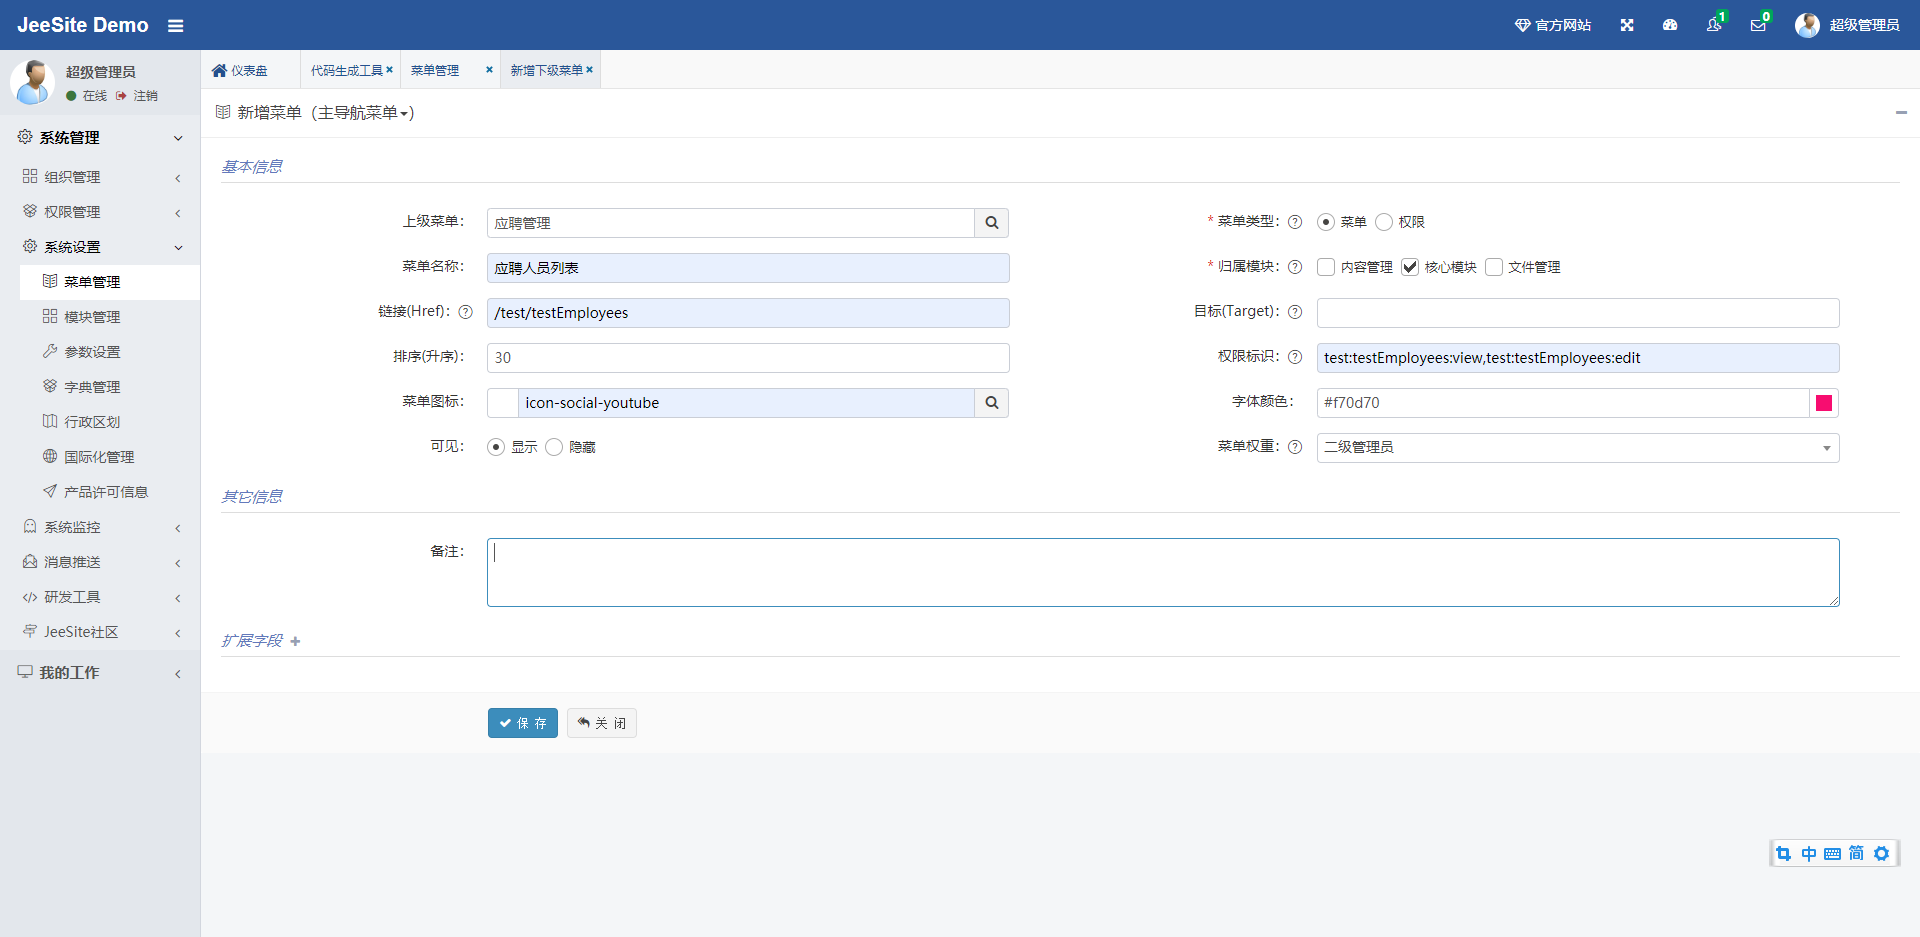 JeeSite Demo
官方网站
1
0
超级管理员
超级管理员
在线 注销
仪表盘
代码生成工具
菜单管理
新增下级菜单
新增菜单（主导航菜单）
系统管理
组织管理
权限管理
系统设置
菜单管理
模块管理
参数设置
字典管理
行政区划
国际化管理
产品许可信息
系统监控
消息推送
研发工具
JeeSite社区
我的工作
基本信息
上级菜单： 应聘管理
* 菜单类型： 菜单 权限
菜单名称： 应聘人员列表
* 归属模块： 内容管理 核心模块 文件管理
链接(Href)： /test/testEmployees
目标(Target)：
排序(升序)： 30
权限标识： test:testEmployees:view,test:testEmployees:edit
菜单图标： icon-social-youtube
字体颜色： #f70d70
可见： 显示 隐藏
菜单权重： 二级管理员
其它信息
备注：
扩展字段
保 存
关 闭
中 简